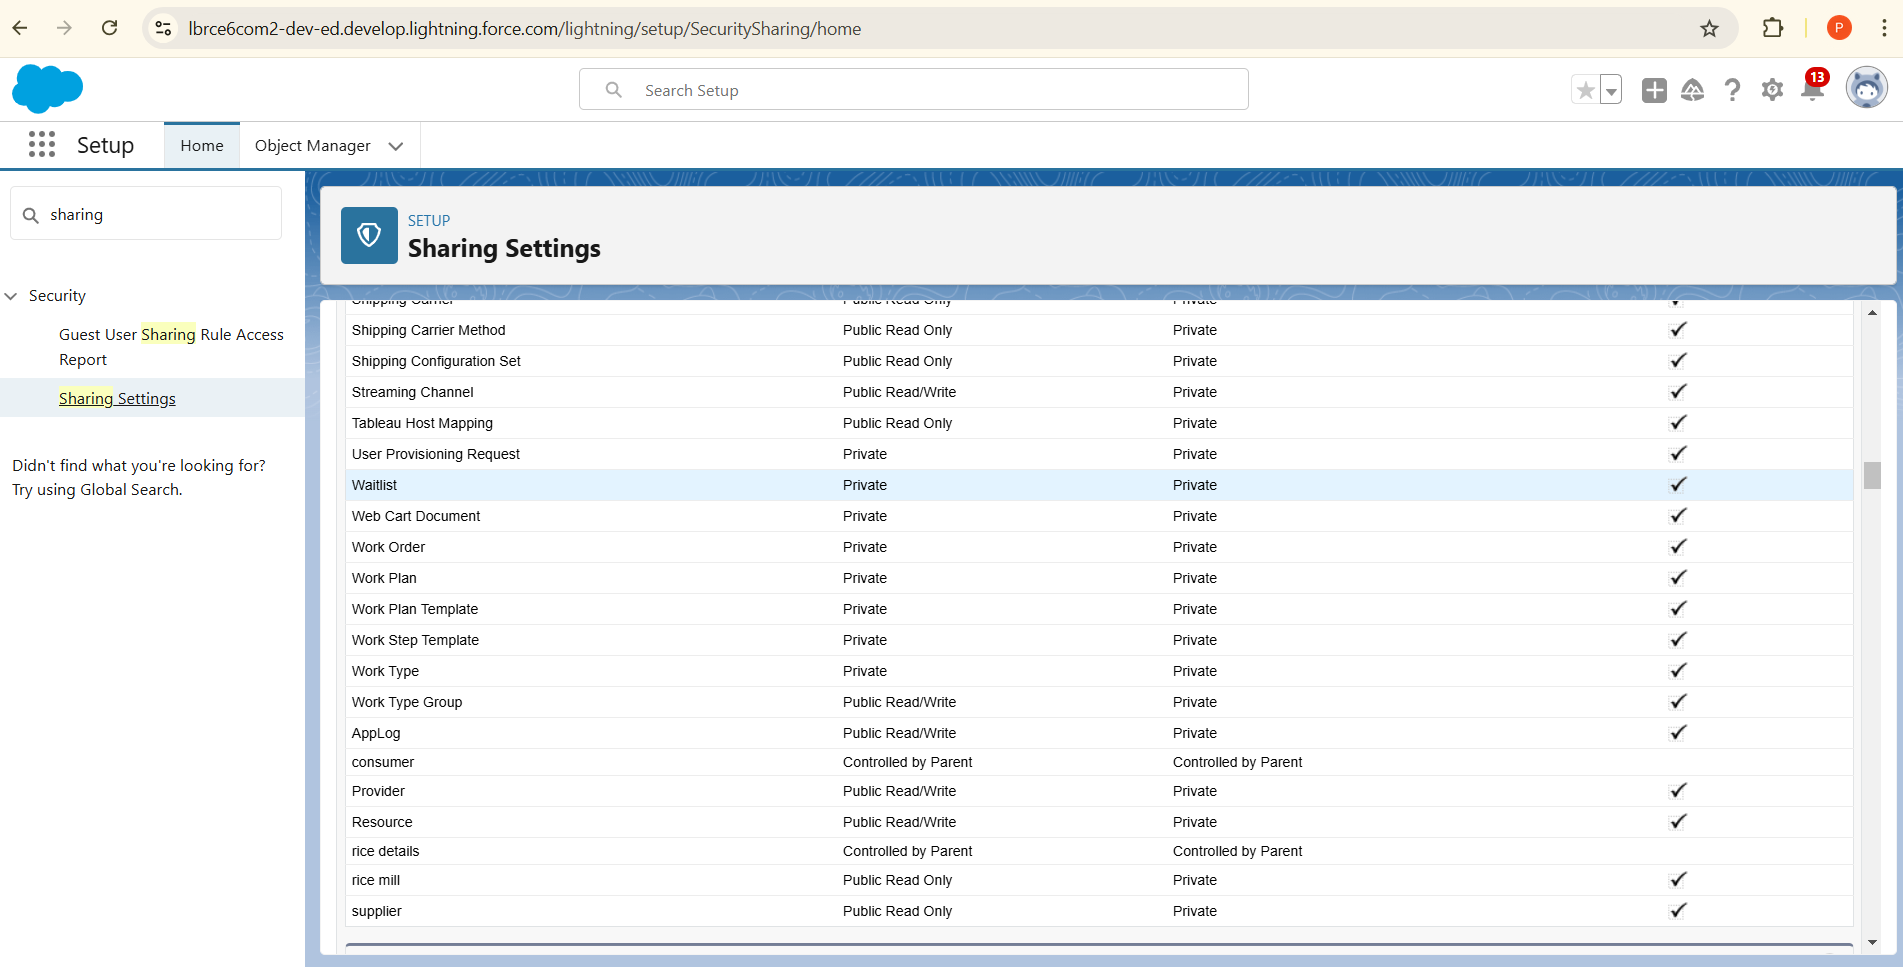 lbrce6com2-dev-ed.develop.lightning.force.com/lightning/setup/SecuritySharing/home
P
Search Setup
13
Setup
Home
Object Manager
sharing
Security
Guest User Sharing Rule Access
Report
Sharing Settings
Didn't find what you're looking for?
Try using Global Search.
SETUP
Sharing Settings
Shipping Carrier Public Read Only Private
Shipping Carrier Method Public Read Only Private
Shipping Configuration Set Public Read Only Private
Streaming Channel Public Read/Write Private
Tableau Host Mapping Public Read Only Private
User Provisioning Request Private Private
Waitlist Private Private
Web Cart Document Private Private
Work Order Private Private
Work Plan Private Private
Work Plan Template Private Private
Work Step Template Private Private
Work Type Private Private
Work Type Group Public Read/Write Private
AppLog Public Read/Write Private
consumer Controlled by Parent Controlled by Parent
Provider Public Read/Write Private
Resource Public Read/Write Private
rice details Controlled by Parent Controlled by Parent
rice mill Public Read Only Private
supplier Public Read Only Private